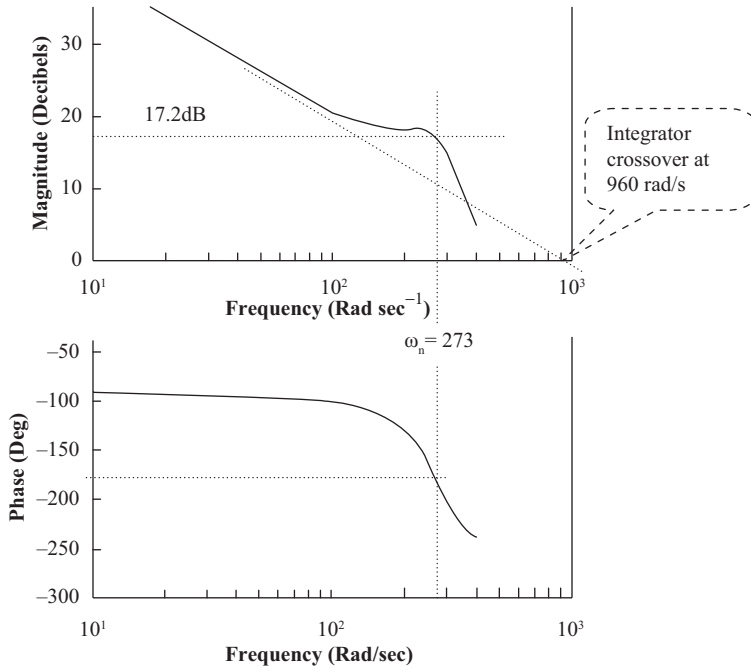 Magnitude (Decibels)
30
20
10
0
17.2dB
Integrator
crossover at
960 rad/s
10¹
10²
10³
Frequency (Rad sec⁻¹)
ωₙ= 273
Phase (Deg)
–50
–100
–150
–200
–250
–300
10¹
10²
10³
Frequency (Rad/sec)